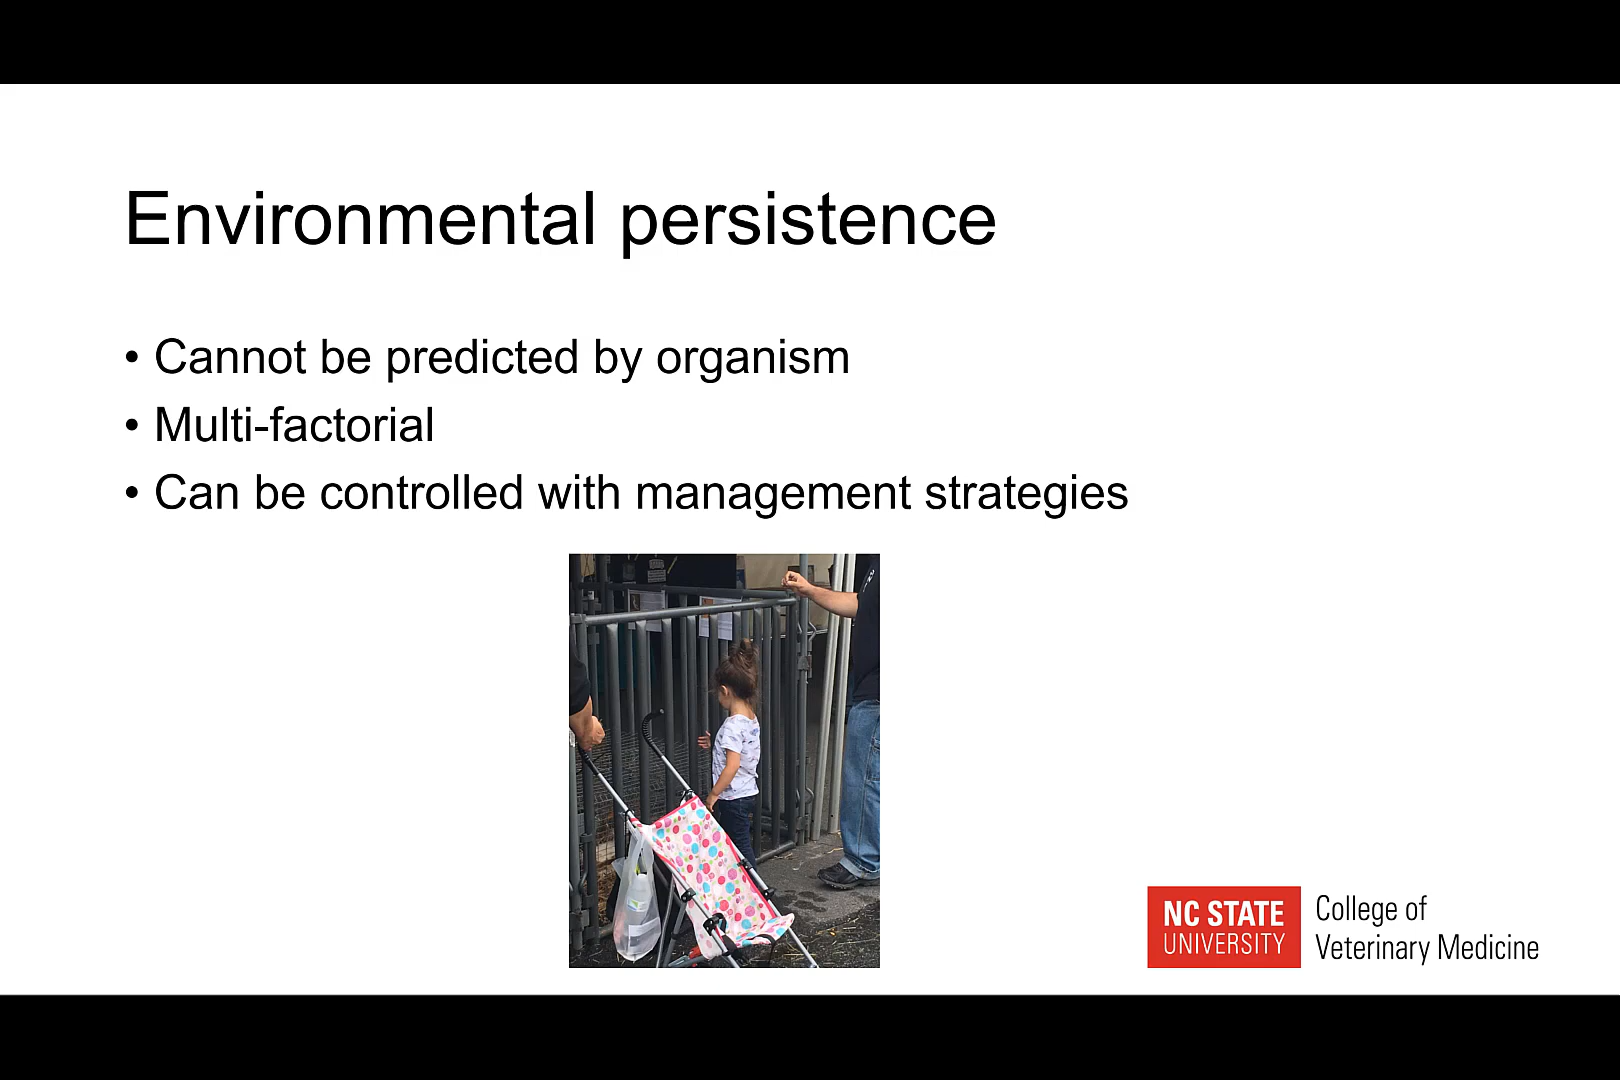 Environmental persistence
• Cannot be predicted by organism
• Multi-factorial
• Can be controlled with management strategies
NC STATE
UNIVERSITY
College of
Veterinary Medicine